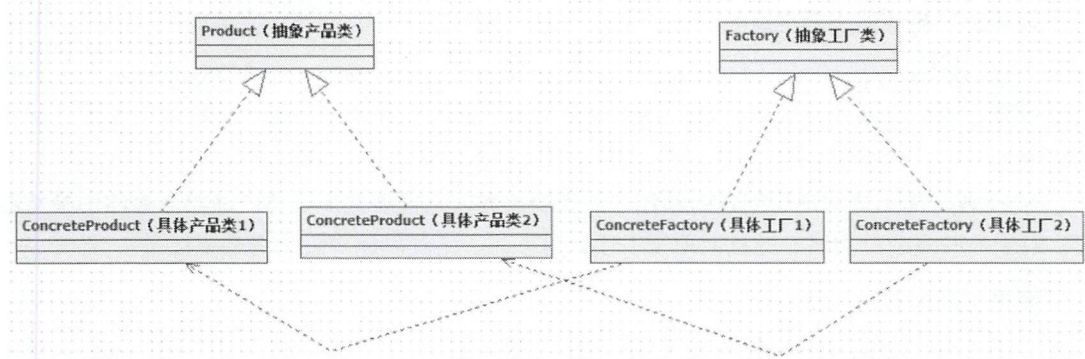 Product（抽象产品类）
Factory（抽象工厂类）
ConcreteProduct（具体产品类1）
ConcreteProduct（具体产品类2）
ConcreteFactory（具体工厂1）
ConcreteFactory（具体工厂2）